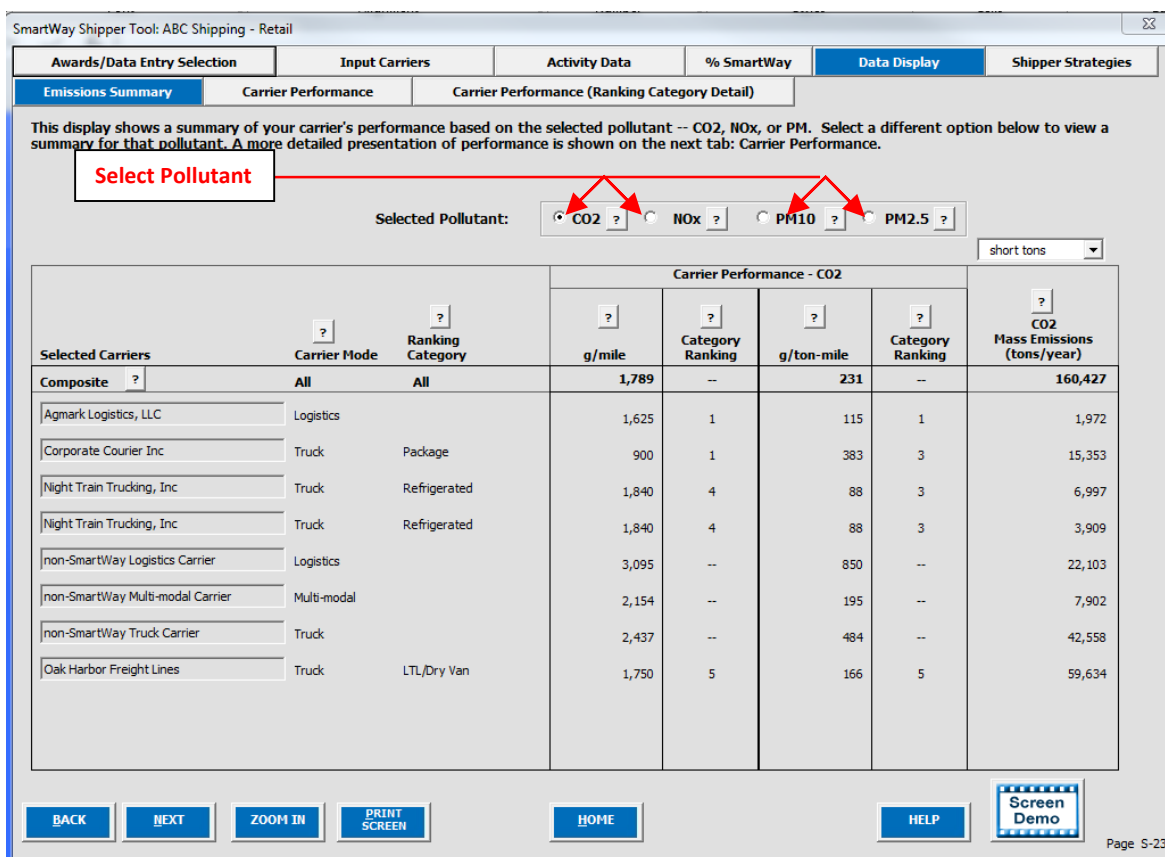 SmartWay Shipper Tool: ABC Shipping - Retail
Awards/Data Entry Selection Input Carriers Activity Data % SmartWay Data Display Shipper Strategies
Emissions Summary Carrier Performance Carrier Performance (Ranking Category Detail)
This display shows a summary of your carrier's performance based on the selected pollutant -- CO2, NOx, or PM. Select a different option below to view a
summary for that pollutant. A more detailed presentation of performance is shown on the next tab: Carrier Performance.
Select Pollutant
Selected Pollutant: CO2 ? NOx ? PM10 ? PM2.5 ?
short tons
Carrier Performance - CO2
? ? ? ? ? ? ?
Selected Carriers Carrier Mode Ranking Category g/mile Category Ranking g/ton-mile Category Ranking CO2 Mass Emissions (tons/year)
Composite ? All All 1,789 -- 231 -- 160,427
Agmark Logistics, LLC Logistics 1,625 1 115 1 1,972
Corporate Courier Inc Truck Package 900 1 383 3 15,353
Night Train Trucking, Inc Truck Refrigerated 1,840 4 88 3 6,997
Night Train Trucking, Inc Truck Refrigerated 1,840 4 88 3 3,909
non-SmartWay Logistics Carrier Logistics 3,095 -- 850 -- 22,103
non-SmartWay Multi-modal Carrier Multi-modal 2,154 -- 195 -- 7,902
non-SmartWay Truck Carrier Truck 2,437 -- 484 -- 42,558
Oak Harbor Freight Lines Truck LTL/Dry Van 1,750 5 166 5 59,634
BACK NEXT ZOOM IN PRINT SCREEN HOME HELP Screen Demo
Page S-23